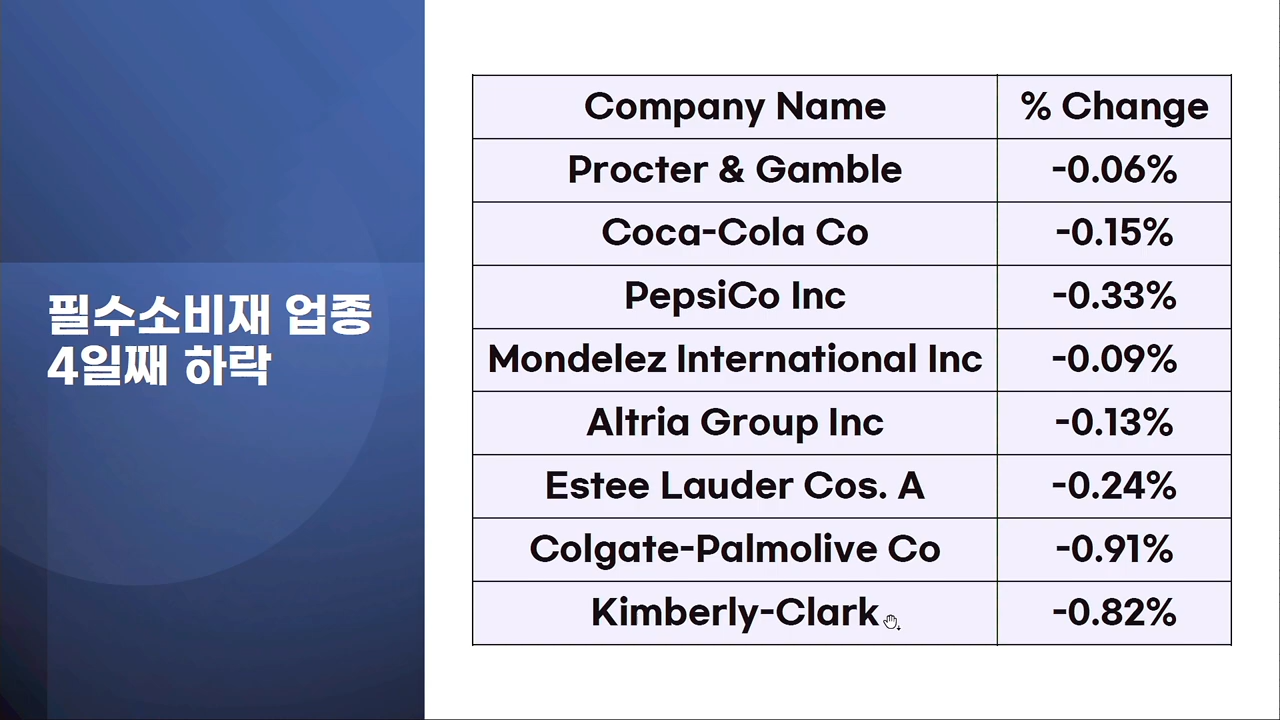 필수소비재 업종
4일째 하락
Company Name % Change
Procter & Gamble -0.06%
Coca-Cola Co -0.15%
PepsiCo Inc -0.33%
Mondelez International Inc -0.09%
Altria Group Inc -0.13%
Estee Lauder Cos. A -0.24%
Colgate-Palmolive Co -0.91%
Kimberly-Clark -0.82%